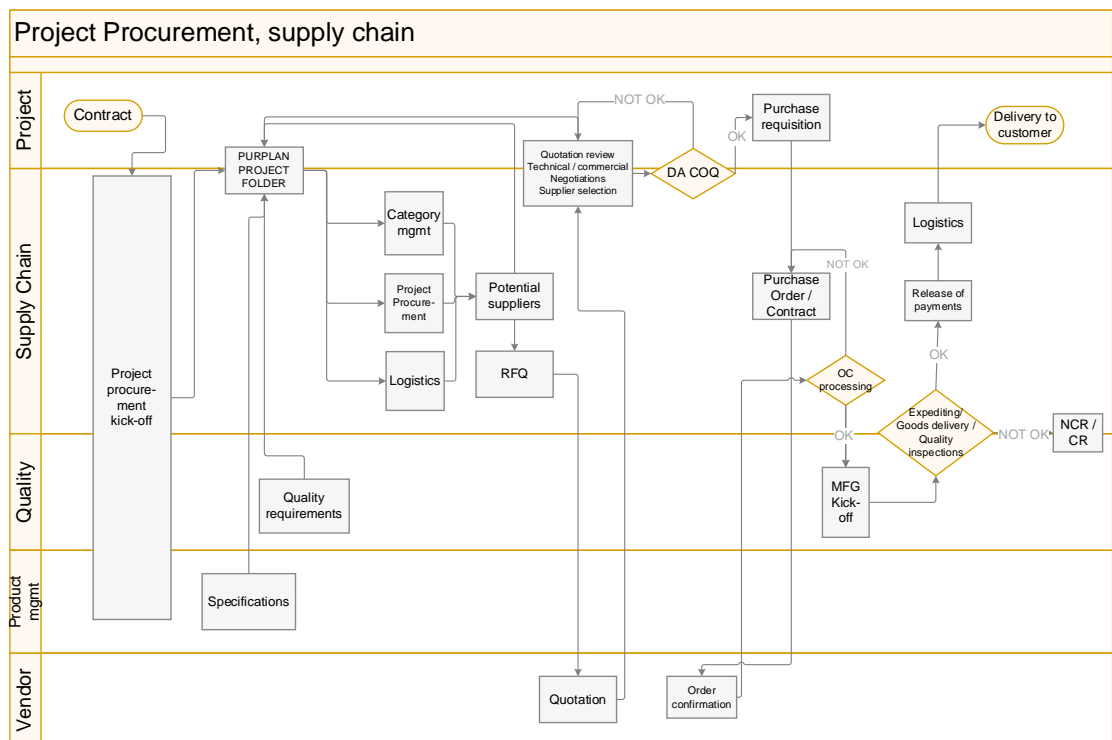 Project Procurement, supply chain
Project
Contract
NOT OK
Purchase
requisition
Delivery to
customer
OK
PURPLAN
PROJECT
FOLDER
Quotation review
Technical / commercial
Negotiations
Supplier selection
DA COQ
Supply Chain
Category
mgmt
Logistics
Project
Procure-
ment
Potential
suppliers
Purchase
Order /
Contract
NOT OK
Release of
payments
Project
procure-
ment
kick-off
Logistics
RFQ
OC
processing
OK
Expediting/
Goods delivery /
Quality
inspections
OK
NOT OK
NCR /
CR
Quality
Quality
requirements
MFG
Kick-
off
Product
mgmt
Specifications
Vendor
Quotation
Order
confirmation